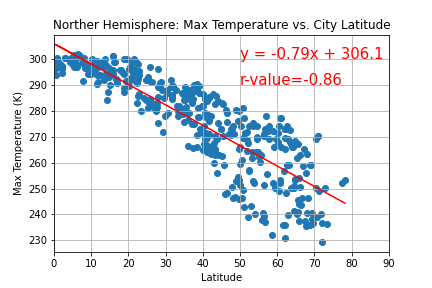 Norther Hemisphere: Max Temperature vs. City Latitude
y = -0.79x + 306.1
r-value=-0.86
Max Temperature (K)
300
290
280
270
260
250
240
230
0 10 20 30 40 50 60 70 80 90
Latitude